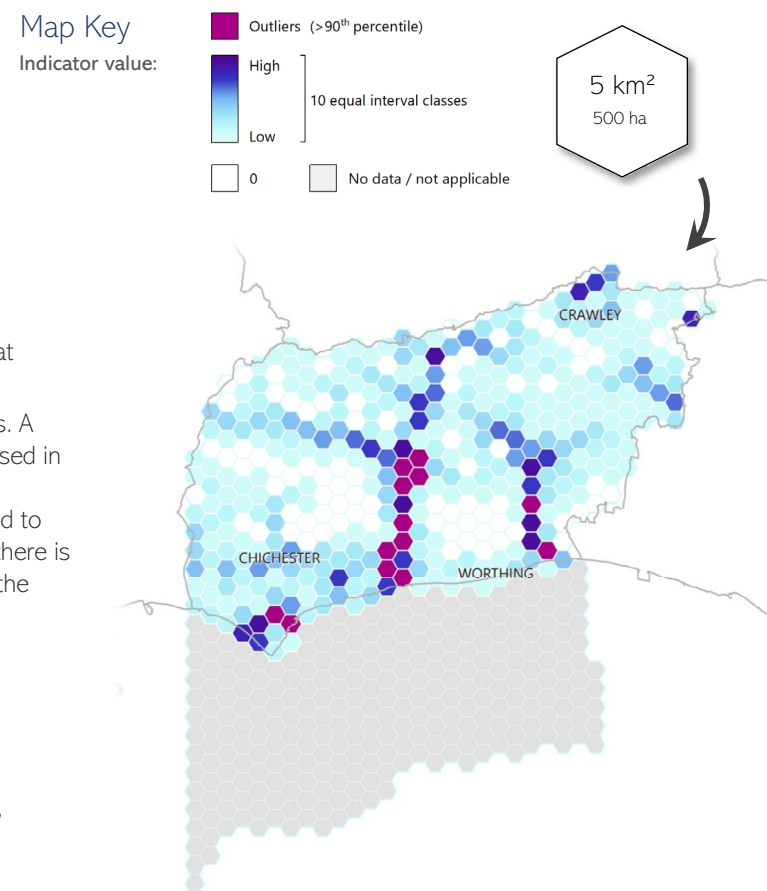 Map Key
Indicator value:
Outliers (>90th percentile)
High
10 equal interval classes
Low
0
No data / not applicable
5 km²
500 ha
at
s. A
sed in
d to
there is
the
CRAWLEY
CHICHESTER
WORTHING
,